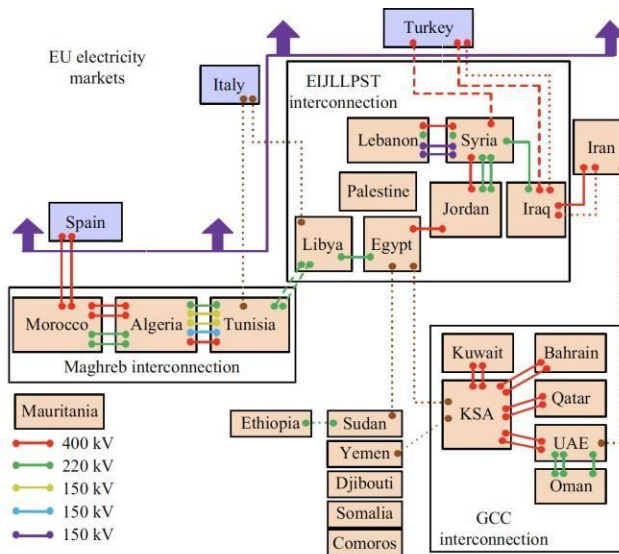 Turkey
EU electricity
markets
EIJLLPST
interconnection
Italy
Lebanon
Syria
Iran
Palestine
Jordan
Iraq
Spain
Libya
Egypt
Morocco
Algeria
Tunisia
Maghreb interconnection
Kuwait
Bahrain
Mauritania
KSA
Qatar
Ethiopia
Sudan
400 kV
UAE
Yemen
220 kV
Djibouti
Oman
150 kV
Somalia
150 kV
GCC
interconnection
Comoros
150 kV